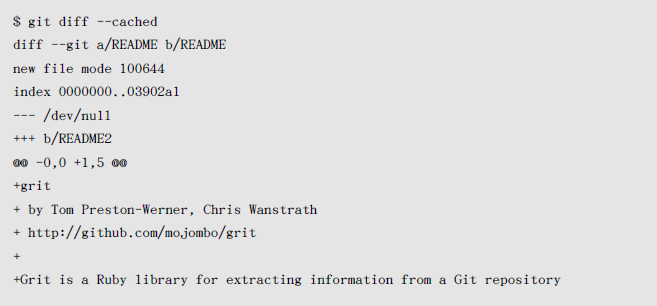 $ git diff --cached
diff --git a/README b/README
new file mode 100644
index 0000000..03902a1
--- /dev/null
+++ b/README2
@@ -0,0 +1,5 @@
+grit
+ by Tom Preston-Werner, Chris Wanstrath
+ http://github.com/mojombo/grit
+
+Grit is a Ruby library for extracting information from a Git repository